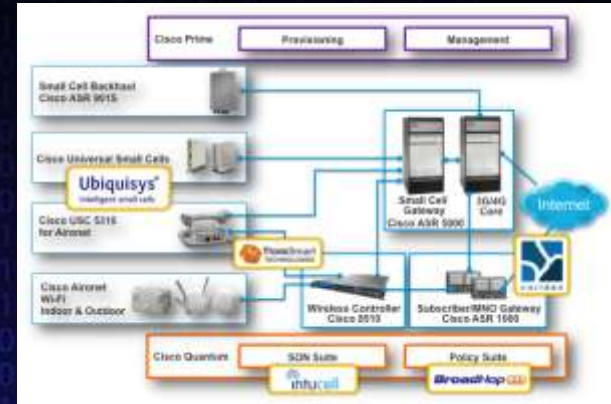 Cisco Prime
Provisioning
Management
Small Cell Backhaul
Cisco ASR 901S
Cisco Universal Small Cells
Ubiquisys
intelligent small cells
Cisco USC 5310
for Aironet
Small Cell
Gateway
Cisco ASR 5000
3G/4G
Core
Internet
Cisco Aironet
Wi-Fi
Indoor & Outdoor
Wireless Controller
Cisco 8510
Subscriber/MNO Gateway
Cisco ASR 1000
Cisco Quantum
SON Suite
Policy Suite
intucell
BroadHop